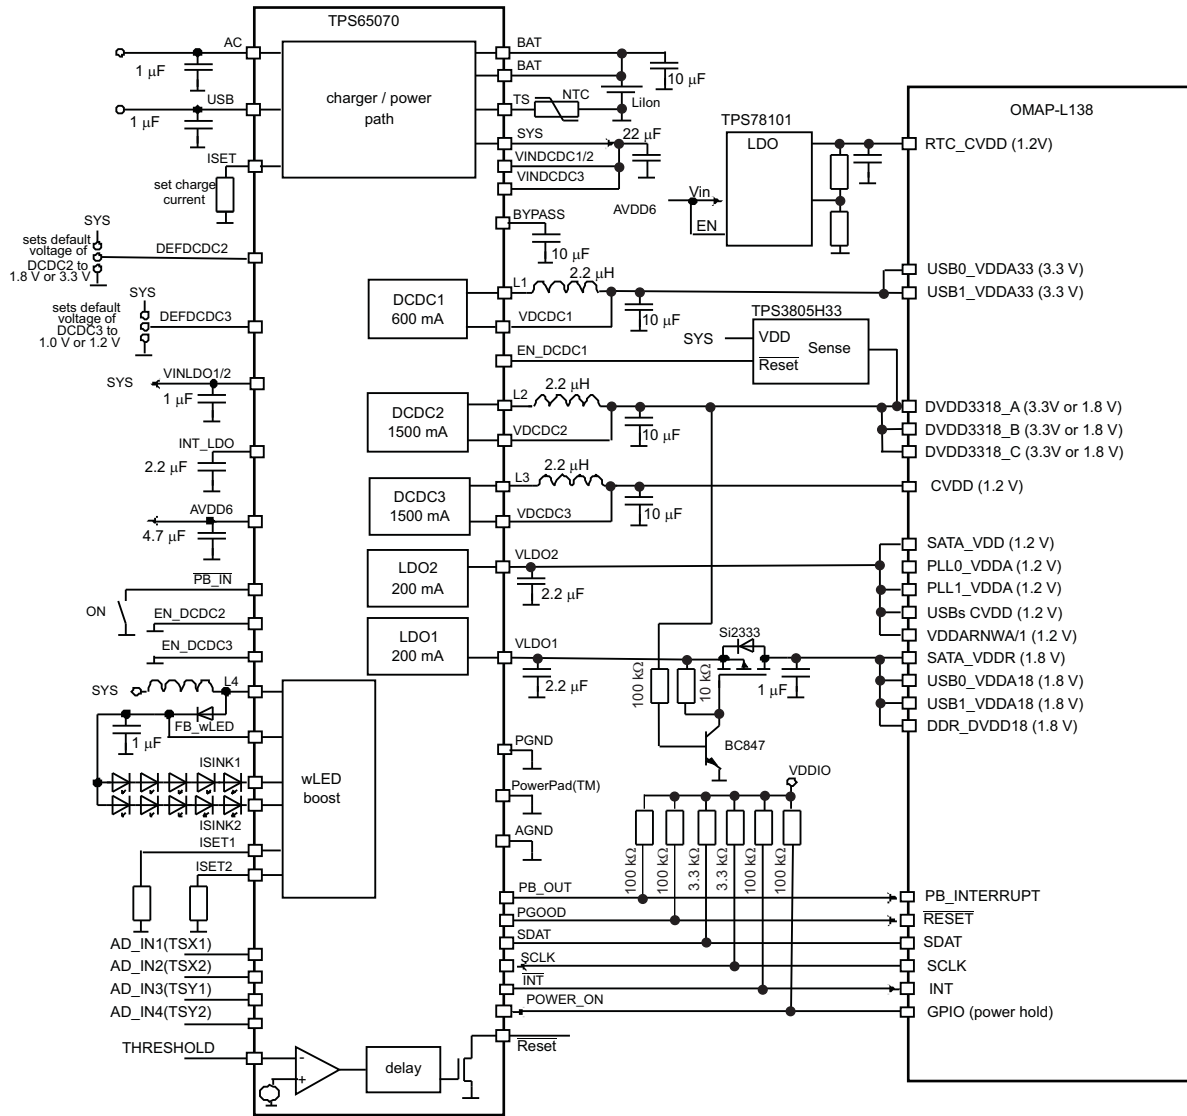 TPS65070
AC
1 μF
USB
1 μF
ISET
set charge
current
charger / power
path
BAT
BAT
10 μF
LiIon
TS
NTC
SYS
22 μF
VINDCDC1/2
VINDCDC3
BYPASS
10 μF
OMAP-L138
TPS78101
LDO
Vin
AVDD6
EN
RTC_CVDD (1.2V)
SYS
sets default
voltage of
DCDC2 to
1.8 V or 3.3 V
DEFDCDC2
SYS
sets default
voltage of
DCDC3 to
1.0 V or 1.2 V
DEFDCDC3
DCDC1
600 mA
L1
2.2 μH
VDCDC1
10 μF
USB0_VDDA33 (3.3 V)
USB1_VDDA33 (3.3 V)
TPS3805H33
SYS
VDD
Sense
Reset
EN_DCDC1
SYS
VINLDO1/2
1 μF
DCDC2
1500 mA
L2
2.2 μH
VDCDC2
10 μF
DVDD3318_A (3.3V or 1.8 V)
DVDD3318_B (3.3V or 1.8 V)
DVDD3318_C (3.3V or 1.8 V)
INT_LDO
2.2 μF
DCDC3
1500 mA
L3
2.2 μH
VDCDC3
10 μF
CVDD (1.2 V)
AVDD6
4.7 μF
LDO2
200 mA
VLDO2
2.2 μF
SATA_VDD (1.2 V)
PLL0_VDDA (1.2 V)
PLL1_VDDA (1.2 V)
USBs CVDD (1.2 V)
VDDARNWA/1 (1.2 V)
PB_IN
ON
EN_DCDC2
EN_DCDC3
LDO1
200 mA
VLDO1
2.2 μF
100 kΩ
10 kΩ
Si2333
1 μF
BC847
SATA_VDDR (1.8 V)
USB0_VDDA18 (1.8 V)
USB1_VDDA18 (1.8 V)
DDR_DVDD18 (1.8 V)
SYS
L4
FB_wLED
1 μF
ISINK1
ISINK2
ISET1
ISET2
wLED
boost
PGND
PowerPad(TM)
AGND
VDDIO
100 kΩ
100 kΩ
3.3 kΩ
3.3 kΩ
100 kΩ
100 kΩ
PB_OUT
PB_INTERRUPT
PGOOD
RESET
SDAT
SDAT
SCLK
SCLK
INT
INT
POWER_ON
GPIO (power hold)
AD_IN1(TSX1)
AD_IN2(TSX2)
AD_IN3(TSY1)
AD_IN4(TSY2)
THRESHOLD
-
+
delay
Reset